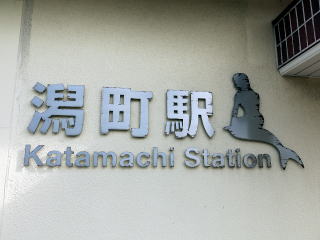 潟町駅
Katamachi Station